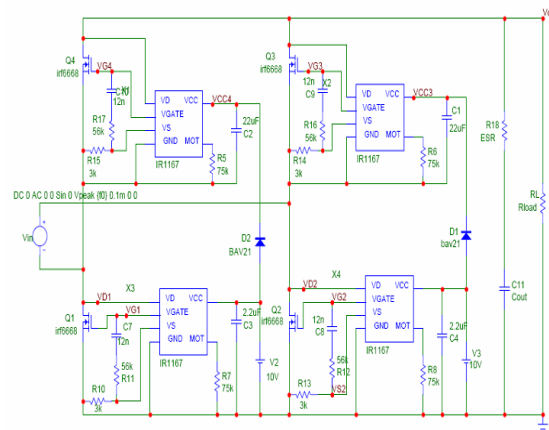 Vo
Q4
irf6668
VG4
12n
R17
56k
R15
3k
VD
VCC
VGATE
VS
GND MOT
IR1167
VCC4
22uF
C2
R5
75k
Q3
irf6668
VG3
X2
12n
C9
R16
56k
R14
3k
VD
VCC
VGATE
VS
GND MOT
IR1167
VCC3
C1
22uF
R6
75k
R18
ESR
RL
Rload
DC 0 AC 0 0 Sin 0 Vpeak {f0} 0.1m 0 0
Vin
D2
BAV21
D1
bav21
C11
Cout
Q1
irf6668
VD1
X3
VG1
C7
12n
56k
R11
R10
3k
VD
VCC
VGATE
VS
GND MOT
IR1167
2.2uF
C3
R7
75k
V2
10V
Q2
irf6668
VD2
X4
VG2
12n
C8
56k
R12
R13
3k
VS2
VD
VCC
VGATE
VS
GND MOT
IR1167
2.2uF
C4
R8
75k
V3
10V